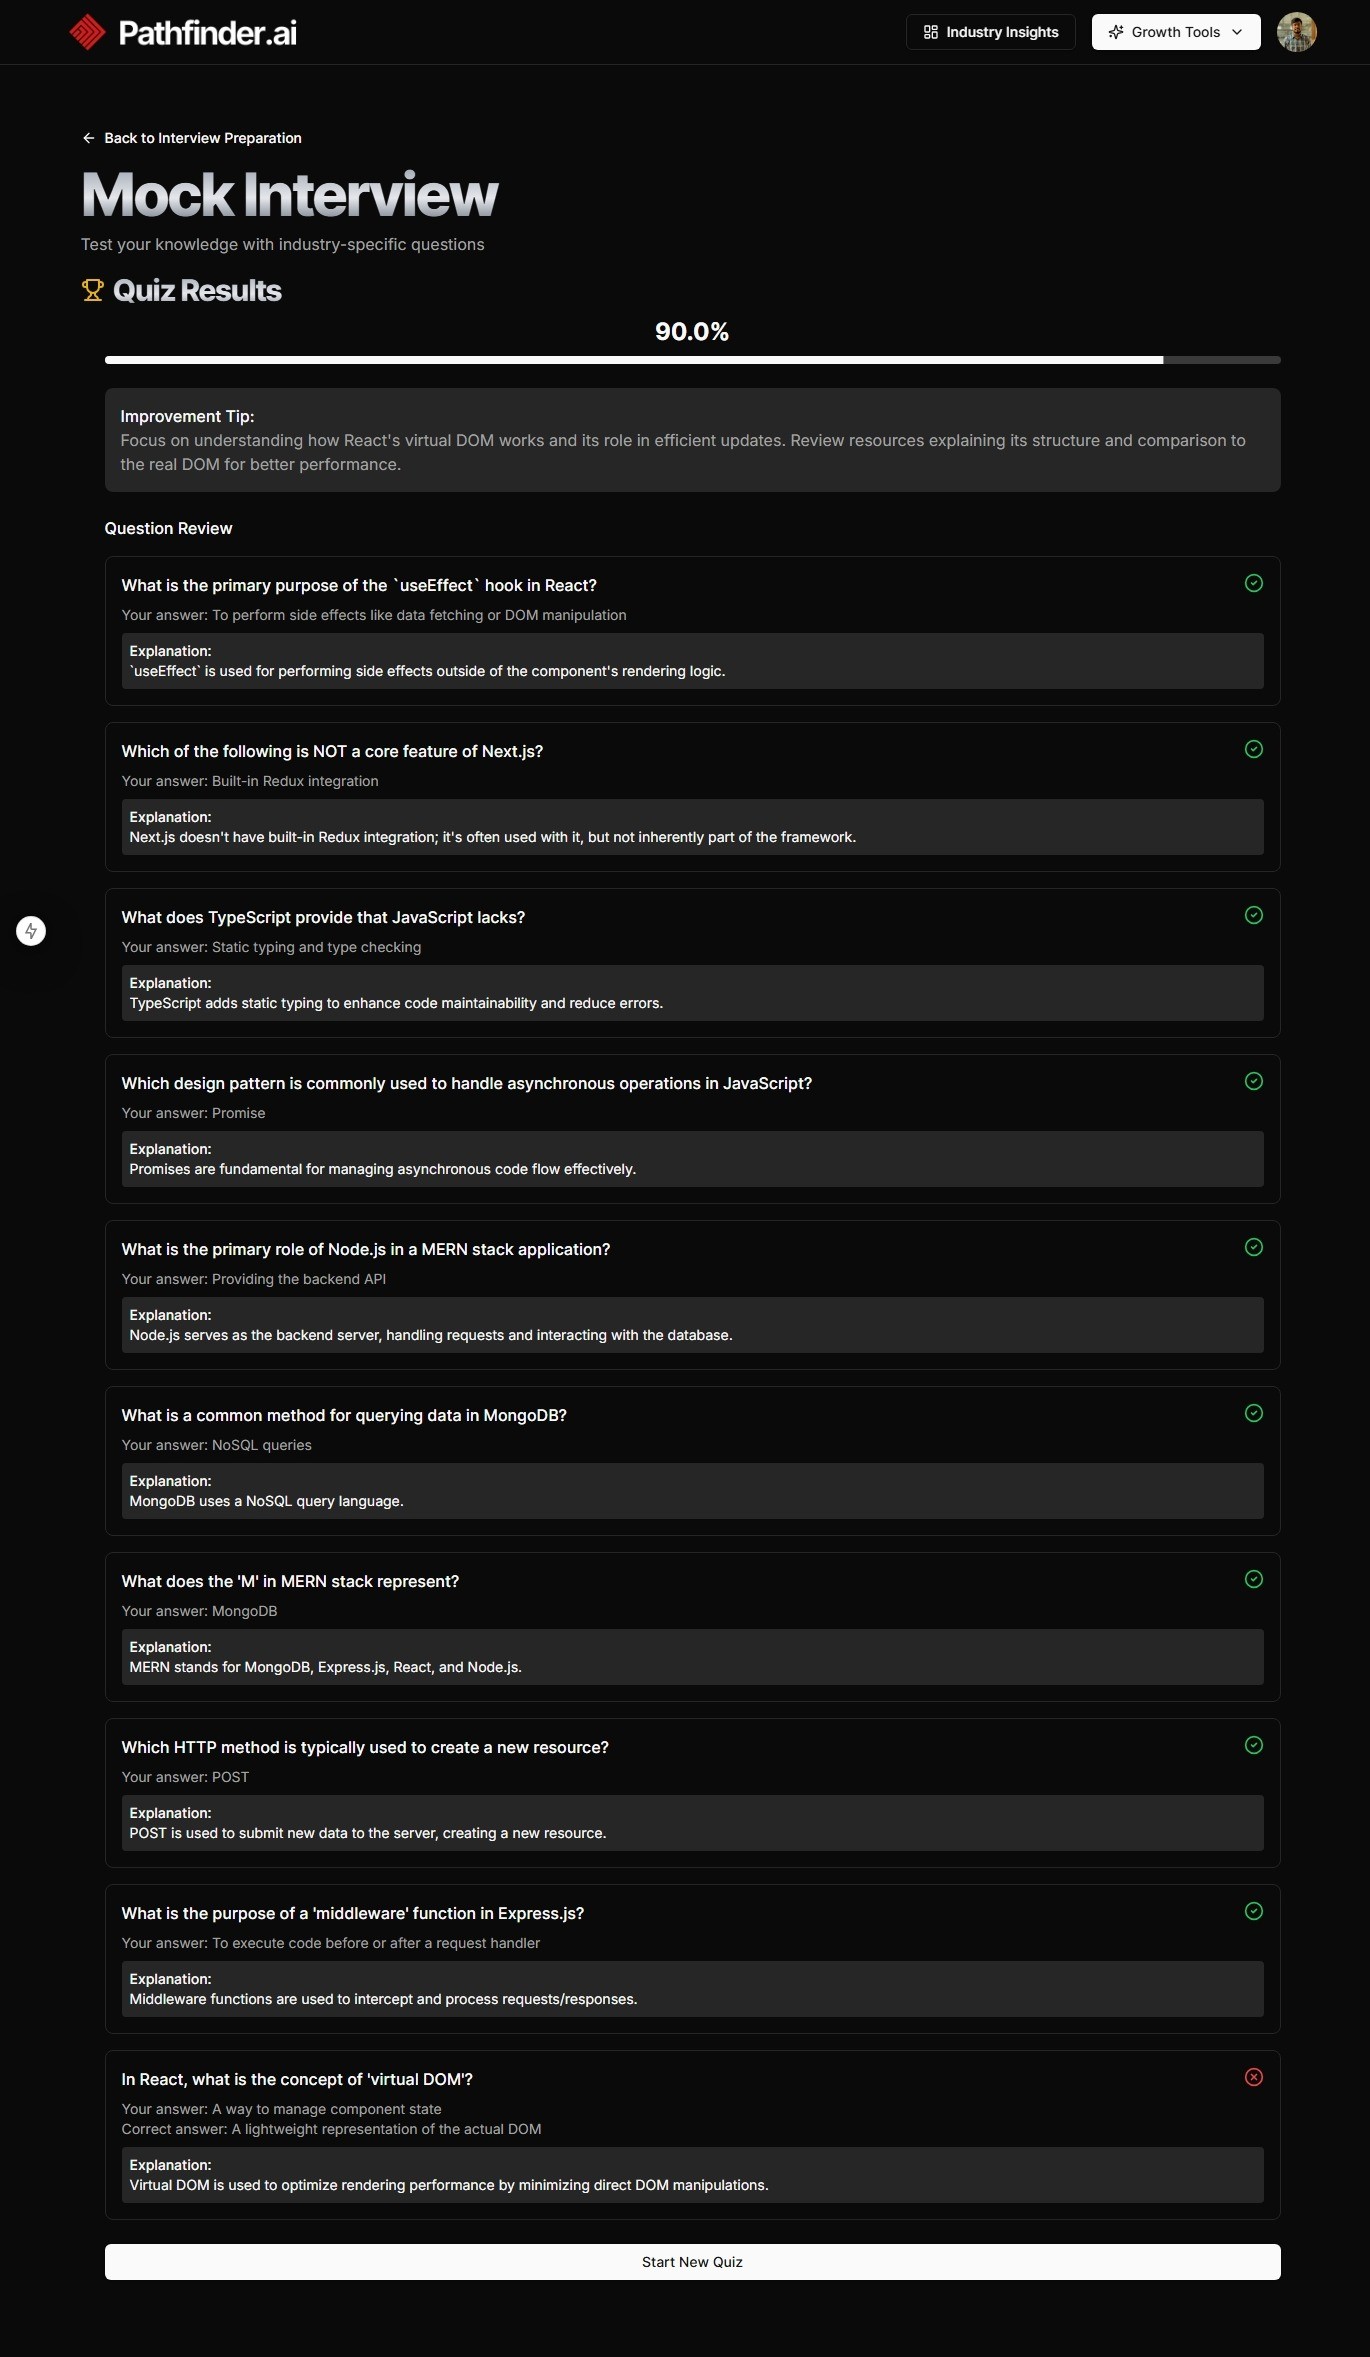 Pathfinder.ai
Industry Insights
Growth Tools
Back to Interview Preparation
Mock Interview
Test your knowledge with industry-specific questions
Quiz Results
90.0%
Improvement Tip:
Focus on understanding how React's virtual DOM works and its role in efficient updates. Review resources explaining its structure and comparison to
the real DOM for better performance.
Question Review
What is the primary purpose of the `useEffect` hook in React?
Your answer: To perform side effects like data fetching or DOM manipulation
Explanation:
`useEffect` is used for performing side effects outside of the component's rendering logic.
Which of the following is NOT a core feature of Next.js?
Your answer: Built-in Redux integration
Explanation:
Next.js doesn't have built-in Redux integration; it's often used with it, but not inherently part of the framework.
What does TypeScript provide that JavaScript lacks?
Your answer: Static typing and type checking
Explanation:
TypeScript adds static typing to enhance code maintainability and reduce errors.
Which design pattern is commonly used to handle asynchronous operations in JavaScript?
Your answer: Promise
Explanation:
Promises are fundamental for managing asynchronous code flow effectively.
What is the primary role of Node.js in a MERN stack application?
Your answer: Providing the backend API
Explanation:
Node.js serves as the backend server, handling requests and interacting with the database.
What is a common method for querying data in MongoDB?
Your answer: NoSQL queries
Explanation:
MongoDB uses a NoSQL query language.
What does the 'M' in MERN stack represent?
Your answer: MongoDB
Explanation:
MERN stands for MongoDB, Express.js, React, and Node.js.
Which HTTP method is typically used to create a new resource?
Your answer: POST
Explanation:
POST is used to submit new data to the server, creating a new resource.
What is the purpose of a 'middleware' function in Express.js?
Your answer: To execute code before or after a request handler
Explanation:
Middleware functions are used to intercept and process requests/responses.
In React, what is the concept of 'virtual DOM'?
Your answer: A way to manage component state
Correct answer: A lightweight representation of the actual DOM
Explanation:
Virtual DOM is used to optimize rendering performance by minimizing direct DOM manipulations.
Start New Quiz